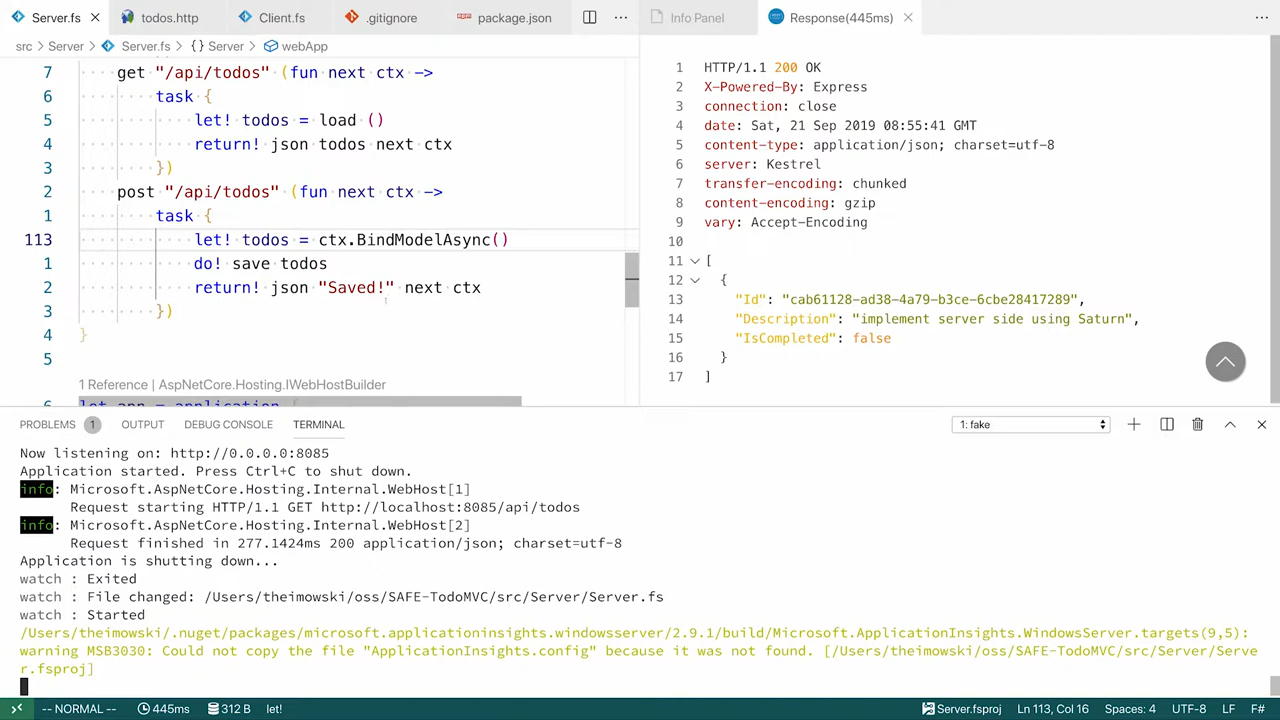 Server.fs
todos.http
Client.fs
.gitignore
package.json
Info Panel
Response(445ms)
src > Server > Server.fs > {} Server > webApp
7 get "/api/todos" (fun next ctx ->
6 task {
5 let! todos = load ()
4 return! json todos next ctx
3 })
2 post "/api/todos" (fun next ctx ->
1 task {
113 let! todos = ctx.BindModelAsync()
1 do! save todos
2 return! json "Saved!" next ctx
3 })
4 }
5
1 Reference | AspNetCore.Hosting.IWebHostBuilder
6 let app = application {
1 HTTP/1.1 200 OK
2 X-Powered-By: Express
3 connection: close
4 date: Sat, 21 Sep 2019 08:55:41 GMT
5 content-type: application/json; charset=utf-8
6 server: Kestrel
7 transfer-encoding: chunked
8 content-encoding: gzip
9 vary: Accept-Encoding
10
11 [
12 {
13 "Id": "cab61128-ad38-4a79-b3ce-6cbe28417289",
14 "Description": "implement server side using Saturn",
15 "IsCompleted": false
16 }
17 ]
PROBLEMS 1 OUTPUT DEBUG CONSOLE TERMINAL 1: fake
Now listening on: http://0.0.0.0:8085
Application started. Press Ctrl+C to shut down.
info: Microsoft.AspNetCore.Hosting.Internal.WebHost[1]
Request starting HTTP/1.1 GET http://localhost:8085/api/todos
info: Microsoft.AspNetCore.Hosting.Internal.WebHost[2]
Request finished in 277.1424ms 200 application/json; charset=utf-8
Application is shutting down...
watch : Exited
watch : File changed: /Users/theimowski/oss/SAFE-TodoMVC/src/Server/Server.fs
watch : Started
/Users/theimowski/.nuget/packages/microsoft.applicationinsights.windowsserver/2.9.1/build/Microsoft.ApplicationInsights.WindowsServer.targets(9,5):
warning MSB3030: Could not copy the file "ApplicationInsights.config" because it was not found. [/Users/theimowski/oss/SAFE-TodoMVC/src/Server/Serve
r.fsproj]
-- NORMAL -- 445ms 312 B let! Server.fsproj Ln 113, Col 16 Spaces: 4 UTF-8 LF F#